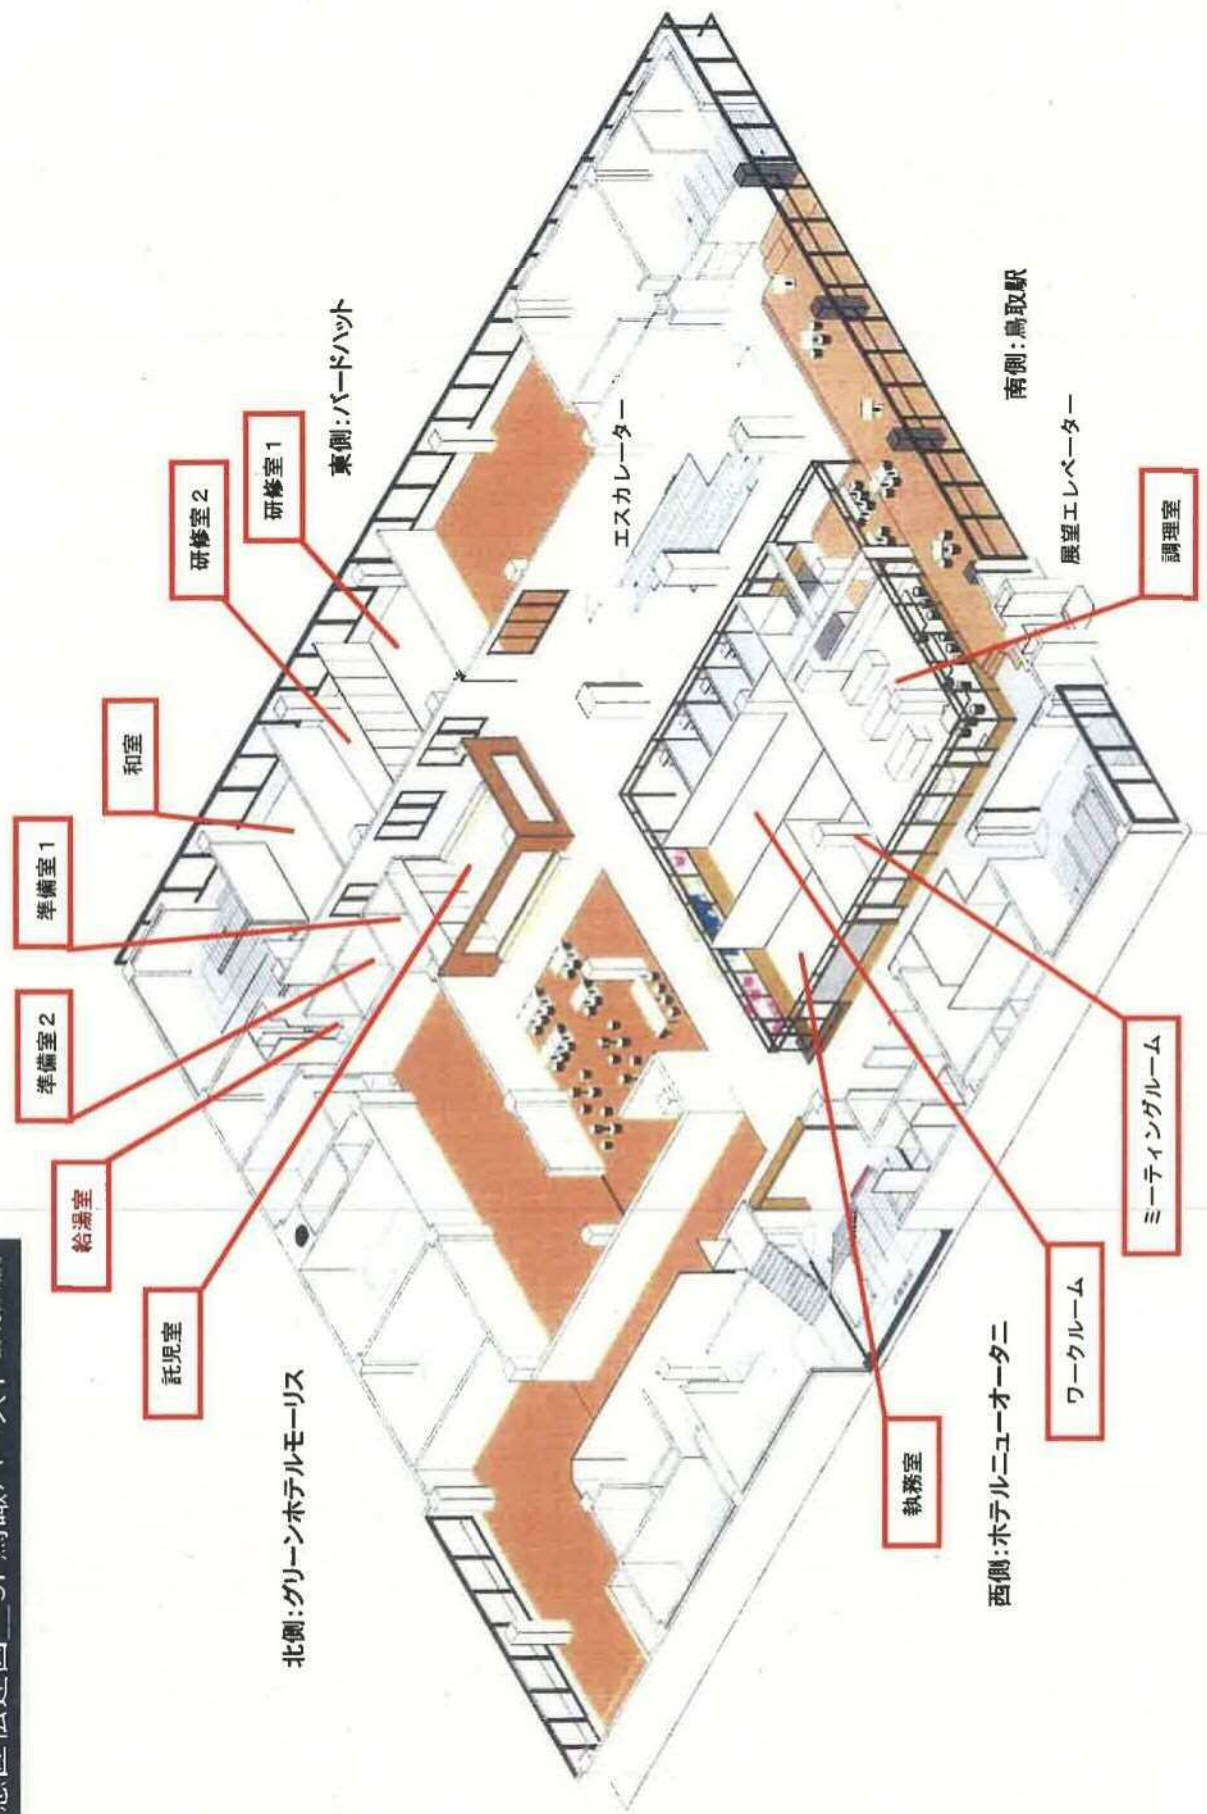 準備室2
準備室1
給湯室
和室
託児室
研修室2
研修室1
北側:グリーンホテルモーリス
東側:バードハット
エスカレーター
執務室
西側:ホテルニューオータニ
南側:鳥取駅
展望エレベーター
ワークルーム
ミーティングルーム
調理室